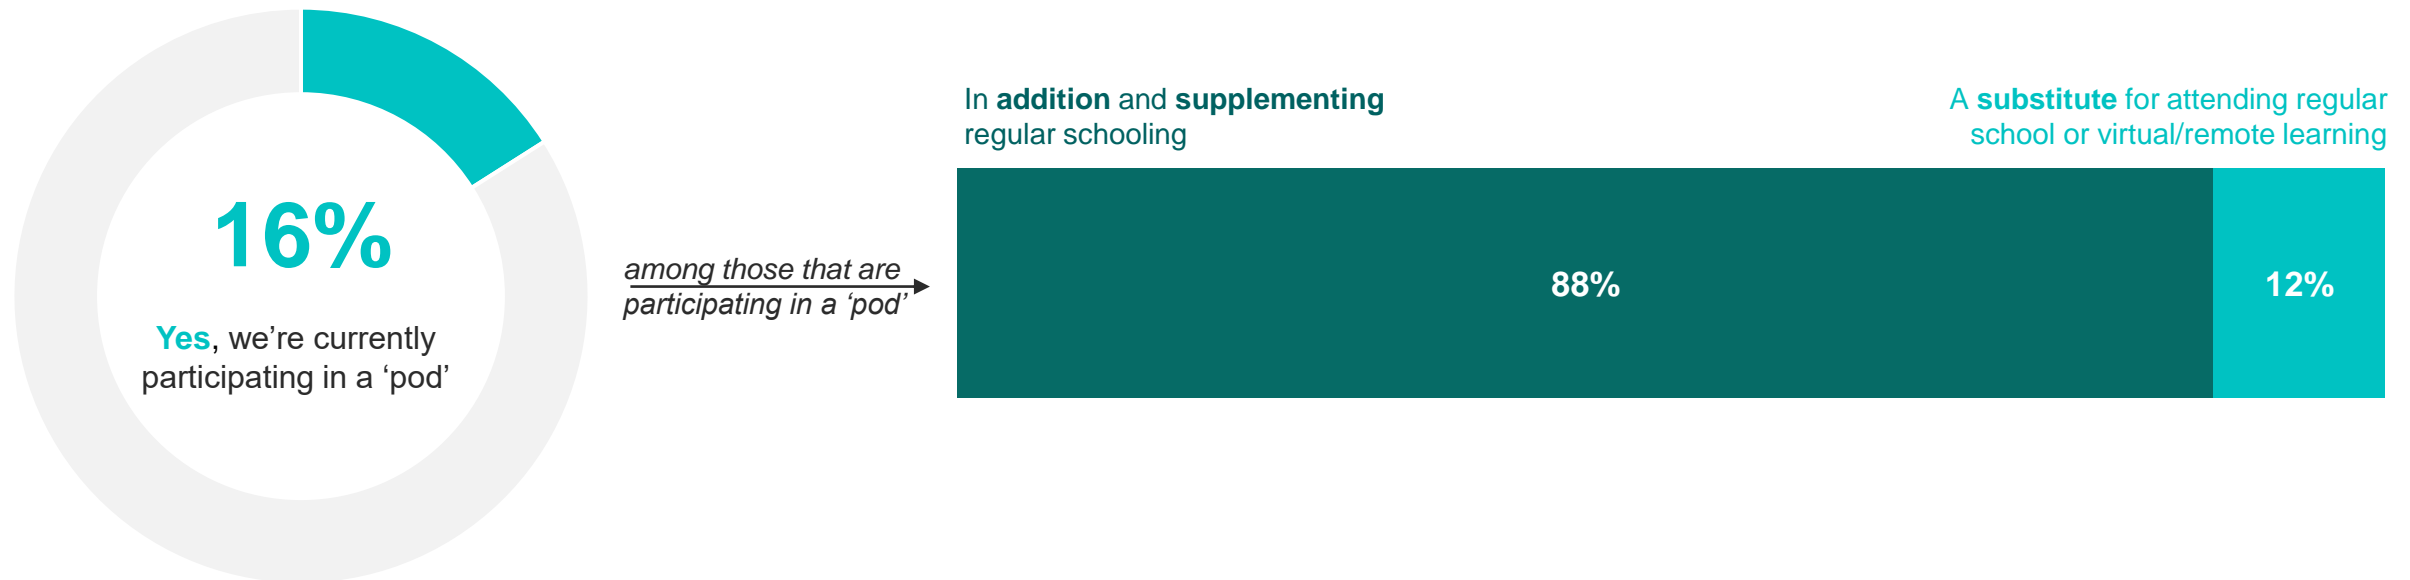 16%
Yes, we’re currently
participating in a ‘pod’
among those that are
participating in a ‘pod’
In addition and supplementing
regular schooling
A substitute for attending regular
school or virtual/remote learning
88%
12%